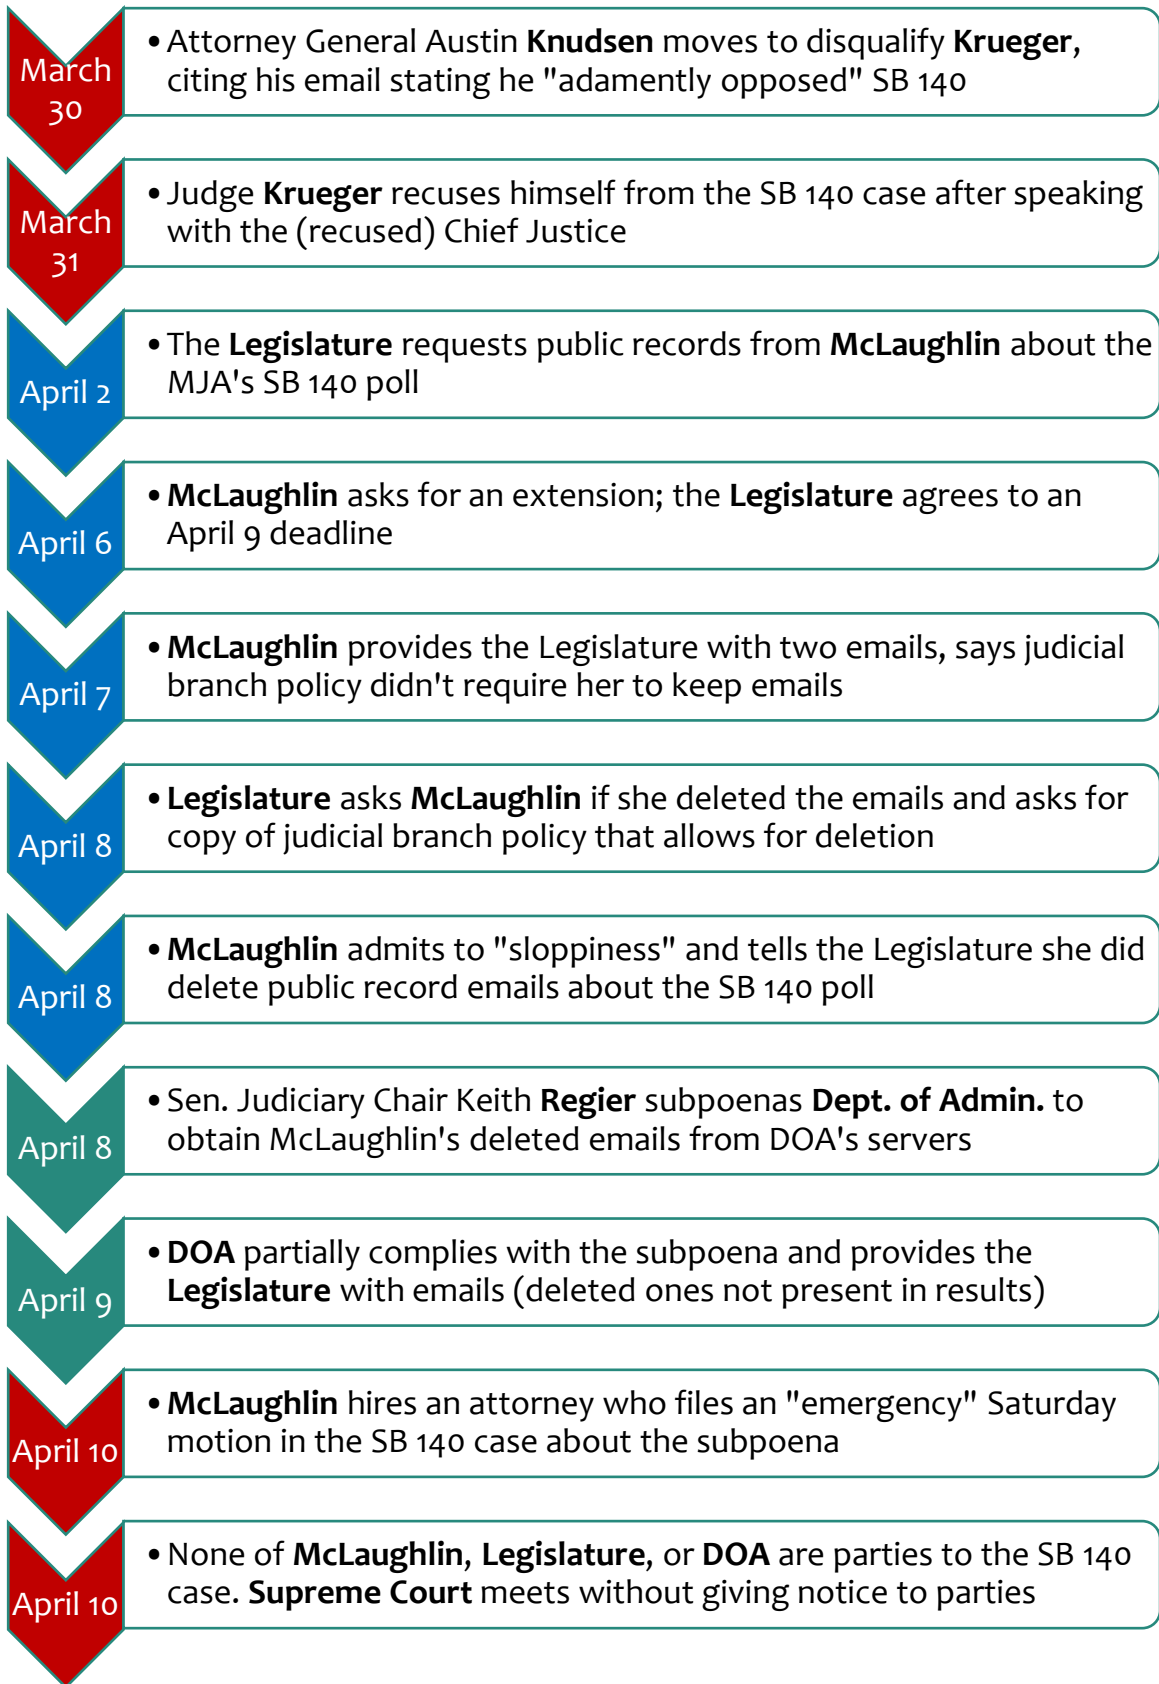 March
30
• Attorney General Austin Knudsen moves to disqualify Krueger,
citing his email stating he "adamently opposed" SB 140
March
31
• Judge Krueger recuses himself from the SB 140 case after speaking
with the (recused) Chief Justice
April 2
• The Legislature requests public records from McLaughlin about the
MJA's SB 140 poll
April 6
• McLaughlin asks for an extension; the Legislature agrees to an
April 9 deadline
April 7
• McLaughlin provides the Legislature with two emails, says judicial
branch policy didn't require her to keep emails
April 8
• Legislature asks McLaughlin if she deleted the emails and asks for
copy of judicial branch policy that allows for deletion
April 8
• McLaughlin admits to "sloppiness" and tells the Legislature she did
delete public record emails about the SB 140 poll
April 8
• Sen. Judiciary Chair Keith Regier subpoenas Dept. of Admin. to
obtain McLaughlin's deleted emails from DOA's servers
April 9
• DOA partially complies with the subpoena and provides the
Legislature with emails (deleted ones not present in results)
April 10
• McLaughlin hires an attorney who files an "emergency" Saturday
motion in the SB 140 case about the subpoena
April 10
• None of McLaughlin, Legislature, or DOA are parties to the SB 140
case. Supreme Court meets without giving notice to parties